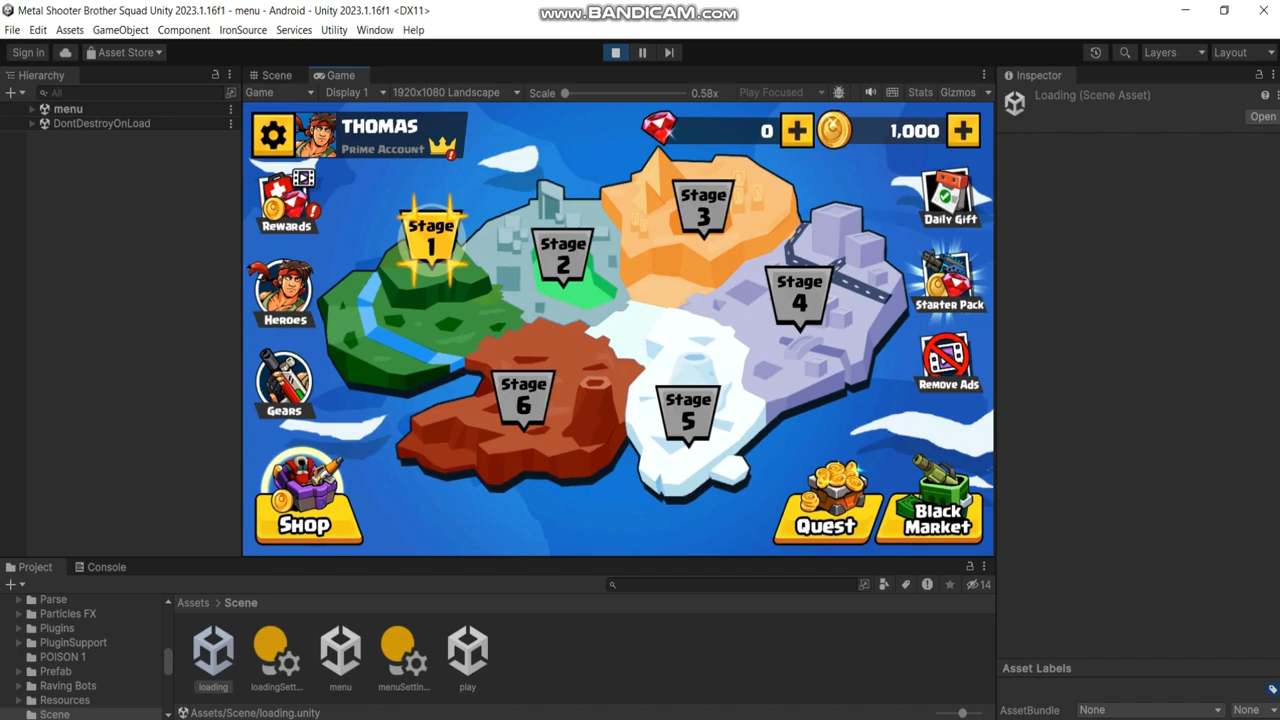 Metal Shooter Brother Squad Unity 2023.1.16f1 - menu - Android - Unity 2023.1.16f1 <DX11>
www.BANDICAM.com
File Edit Assets GameObject Component IronSource Services Utility Window Help
Sign in Asset Store Layers Layout
Hierarchy Scene Game Inspector
All Game Display 1 1920x1080 Landscape Scale 0.58x Play Focused Stats Gizmos
Loading (Scene Asset)
Open
menu
DontDestroyOnLoad
THOMAS
Prime Account
0
1,000
Rewards
Heroes
Gears
Shop
Stage
1
Stage
2
Stage
3
Stage
4
Stage
5
Stage
6
Daily Gift
Starter Pack
Remove Ads
Quest
Black
Market
Project Console
14
Parse
Particles FX
Plugins
PluginSupport
POISON 1
Prefab
Raving Bots
Resources
Scene
Assets > Scene
loading loadingSett... menu menuSettin... play
Assets/Scene/loading.unity
Asset Labels
AssetBundle None None